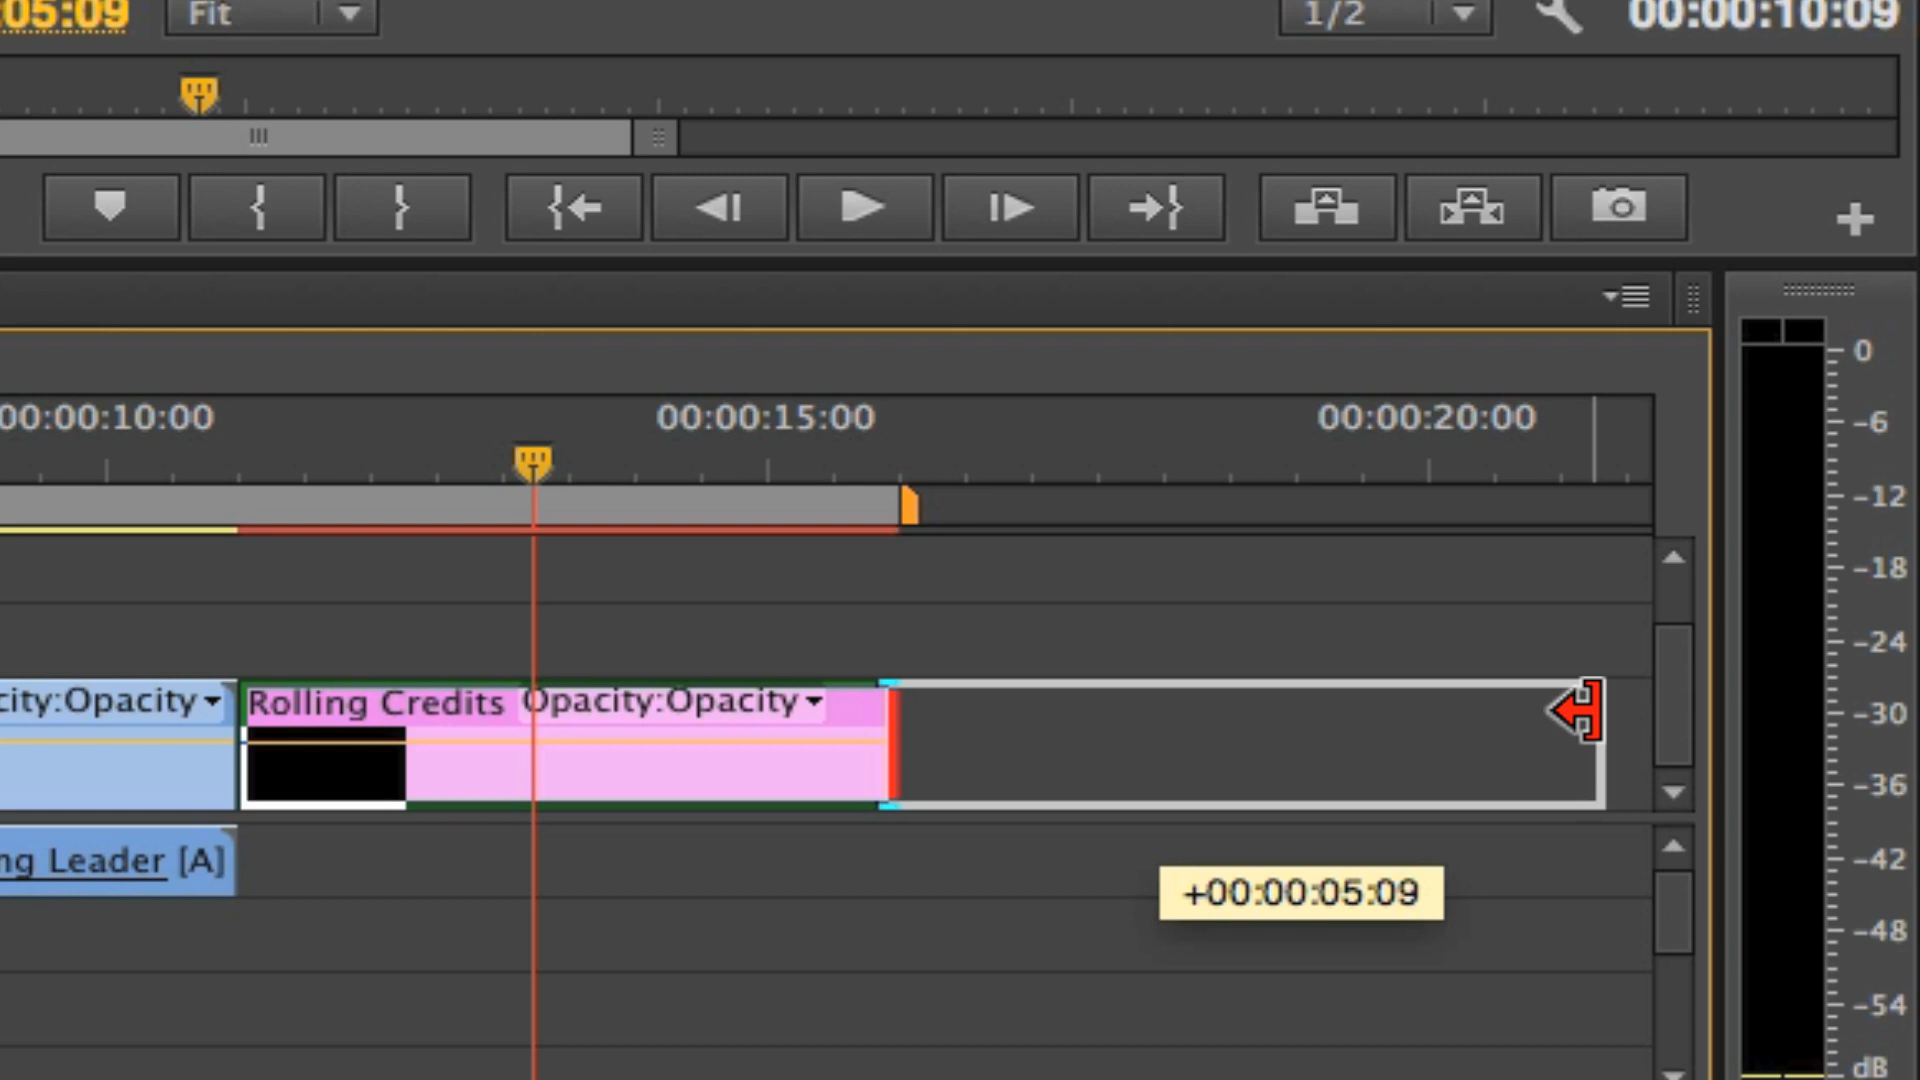 :05:09 Fit 1/2 00:00:10:09
00:00:10:00 00:00:15:00 00:00:20:00
city:Opacity Rolling Credits Opacity:Opacity
ng Leader [A]
+00:00:05:09
0
-6
-12
-18
-24
-30
-36
-42
-48
-54
dB